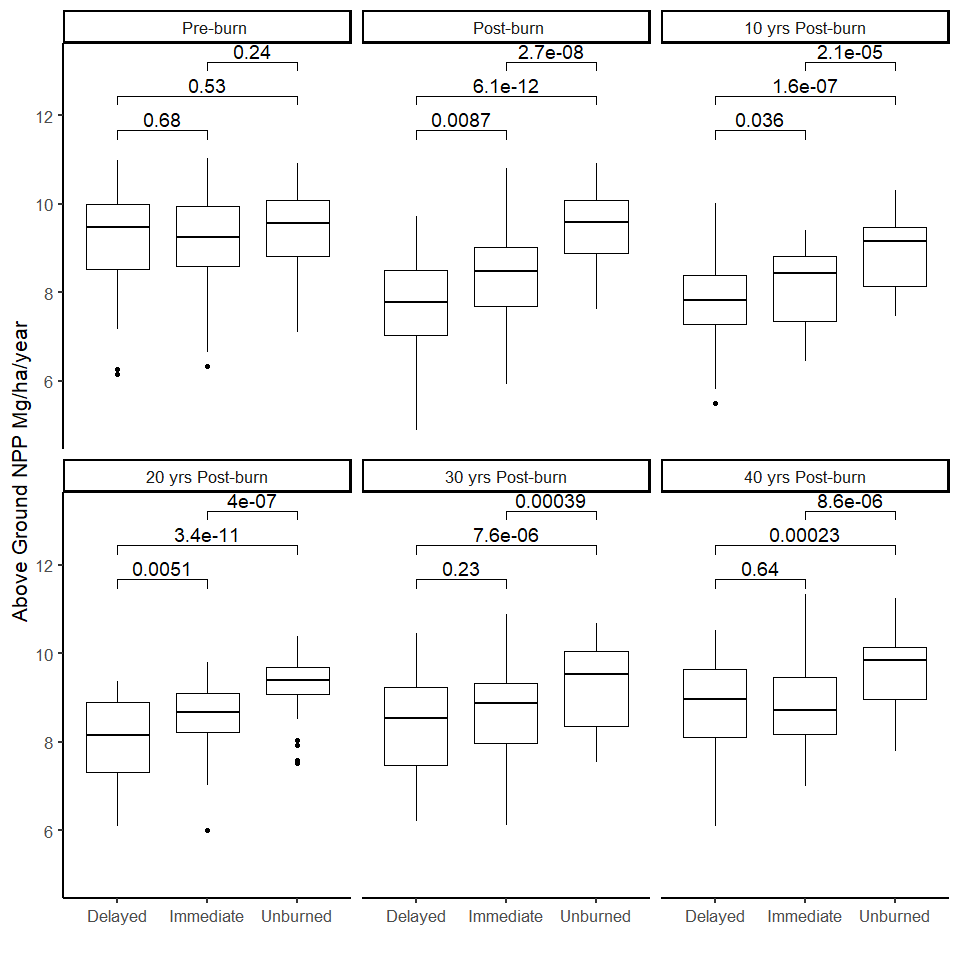 Pre-burn
Post-burn
10 yrs Post-burn
0.24
0.53
0.68
2.7e-08
6.1e-12
0.0087
2.1e-05
1.6e-07
0.036
12
10
8
6
Above Ground NPP Mg/ha/year
20 yrs Post-burn
30 yrs Post-burn
40 yrs Post-burn
4e-07
3.4e-11
0.0051
0.00039
7.6e-06
0.23
8.6e-06
0.00023
0.64
12
10
8
6
Delayed Immediate Unburned
Delayed Immediate Unburned
Delayed Immediate Unburned